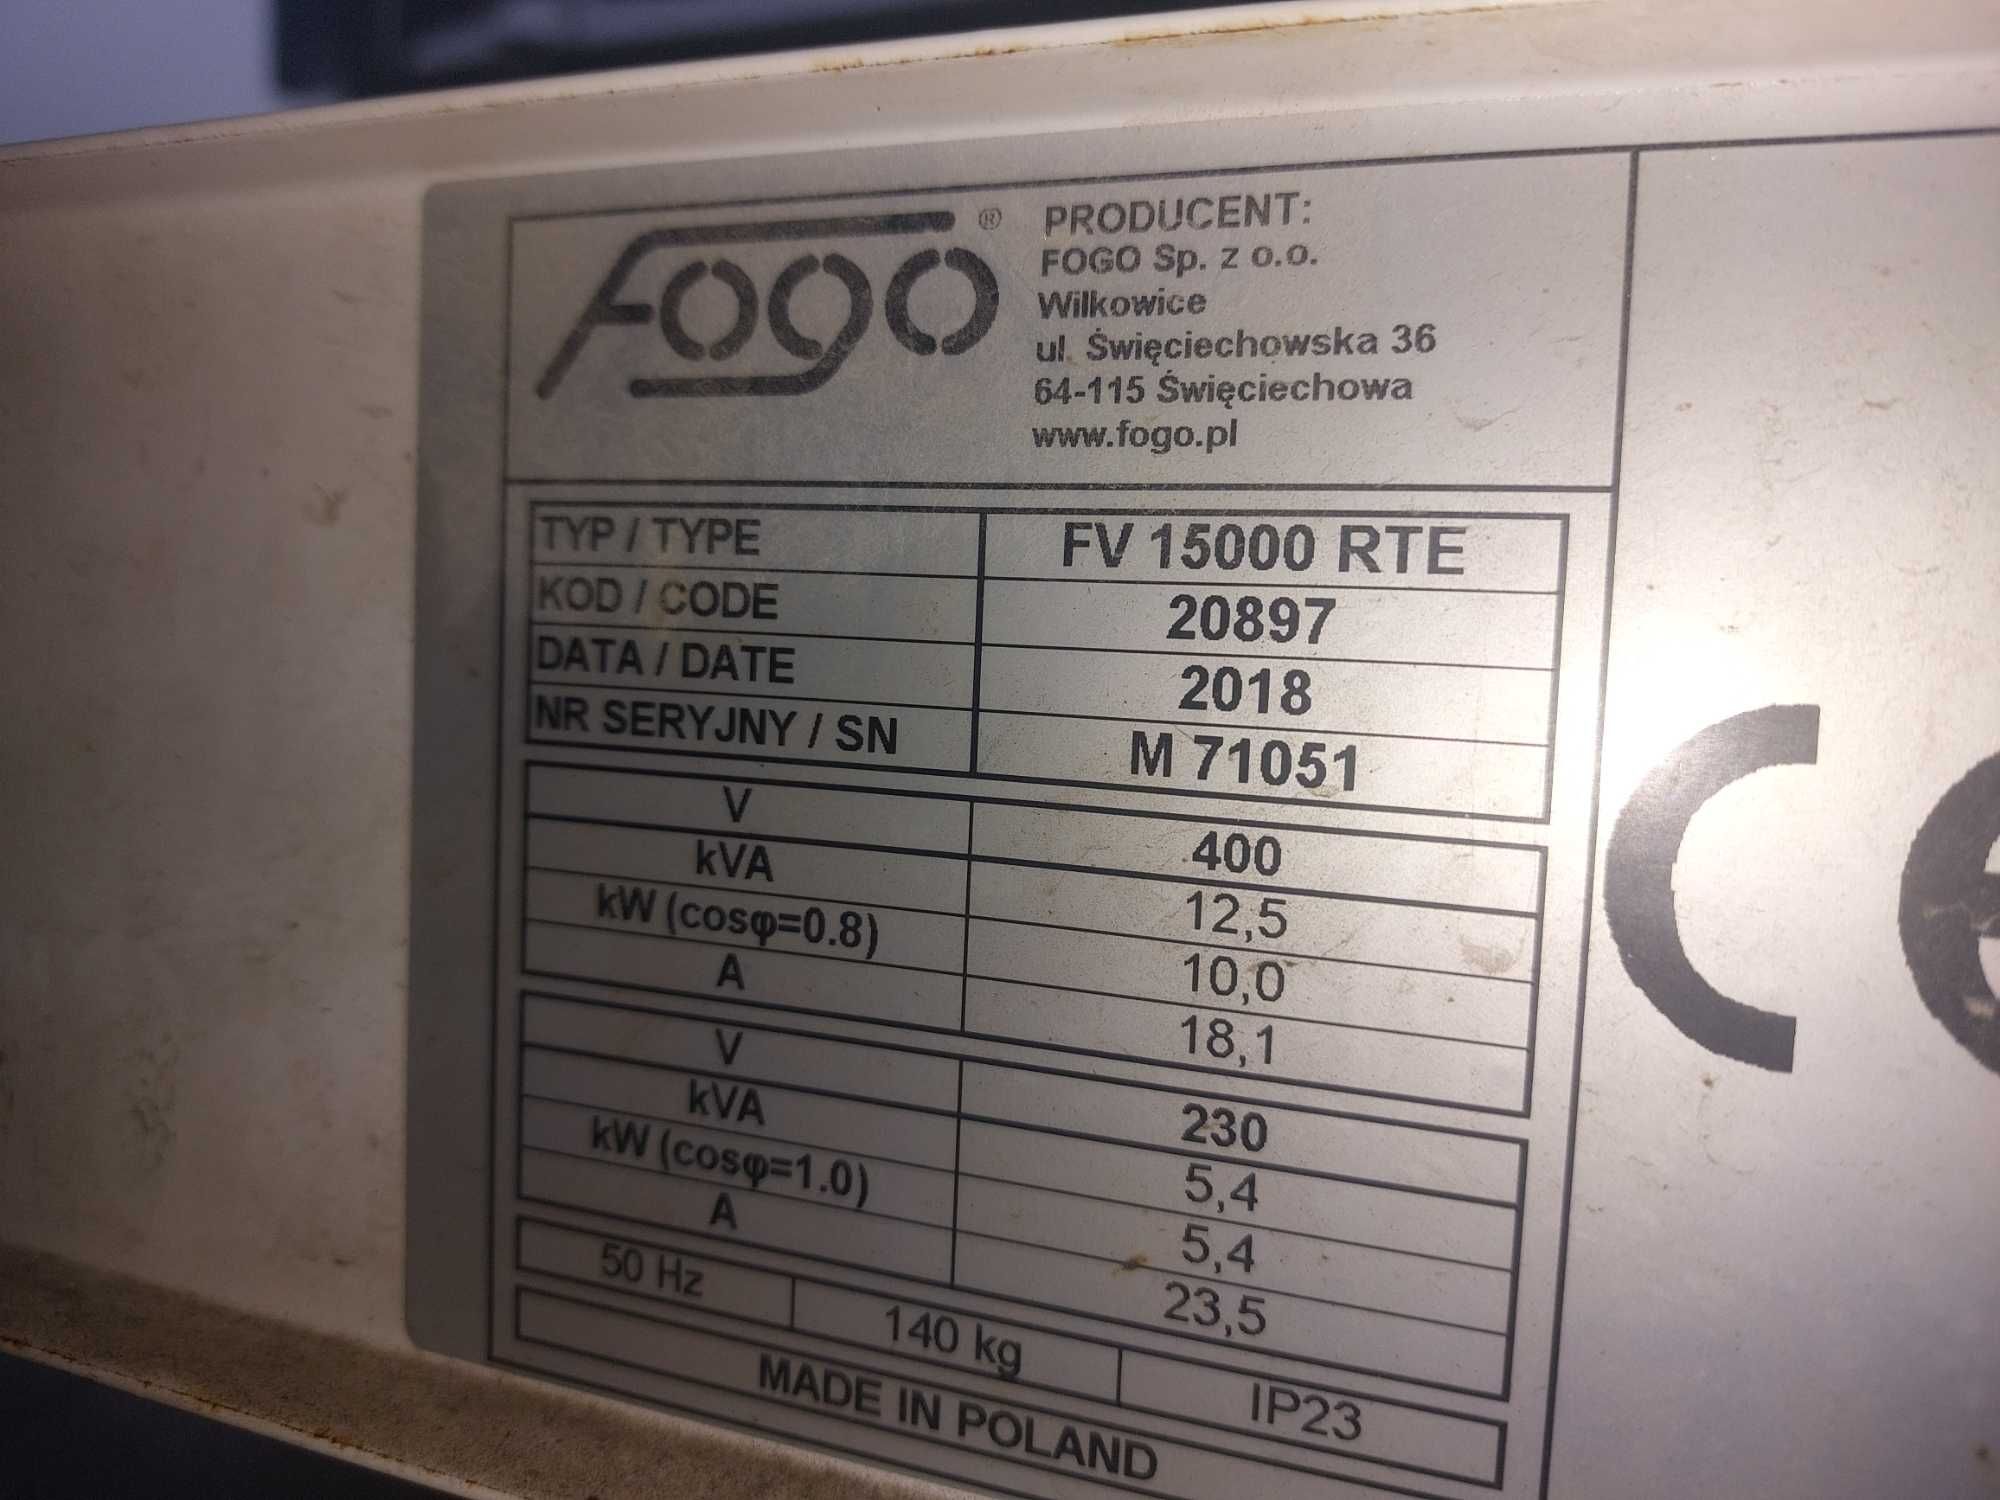 FOGO ®
PRODUCENT:
FOGO Sp. z o.o.
Wilkowice
ul. Święciechowska 36
64-115 Święciechowa
www.fogo.pl
TYP / TYPE FV 15000 RTE
KOD / CODE 20897
DATA / DATE 2018
NR SERYJNY / SN M 71051
V 400
kVA 12,5
kW (cosφ=0.8) 10,0
A 18,1
V 230
kVA 5,4
kW (cosφ=1.0) 5,4
A 23,5
50 Hz 140 kg IP23
MADE IN POLAND
CE